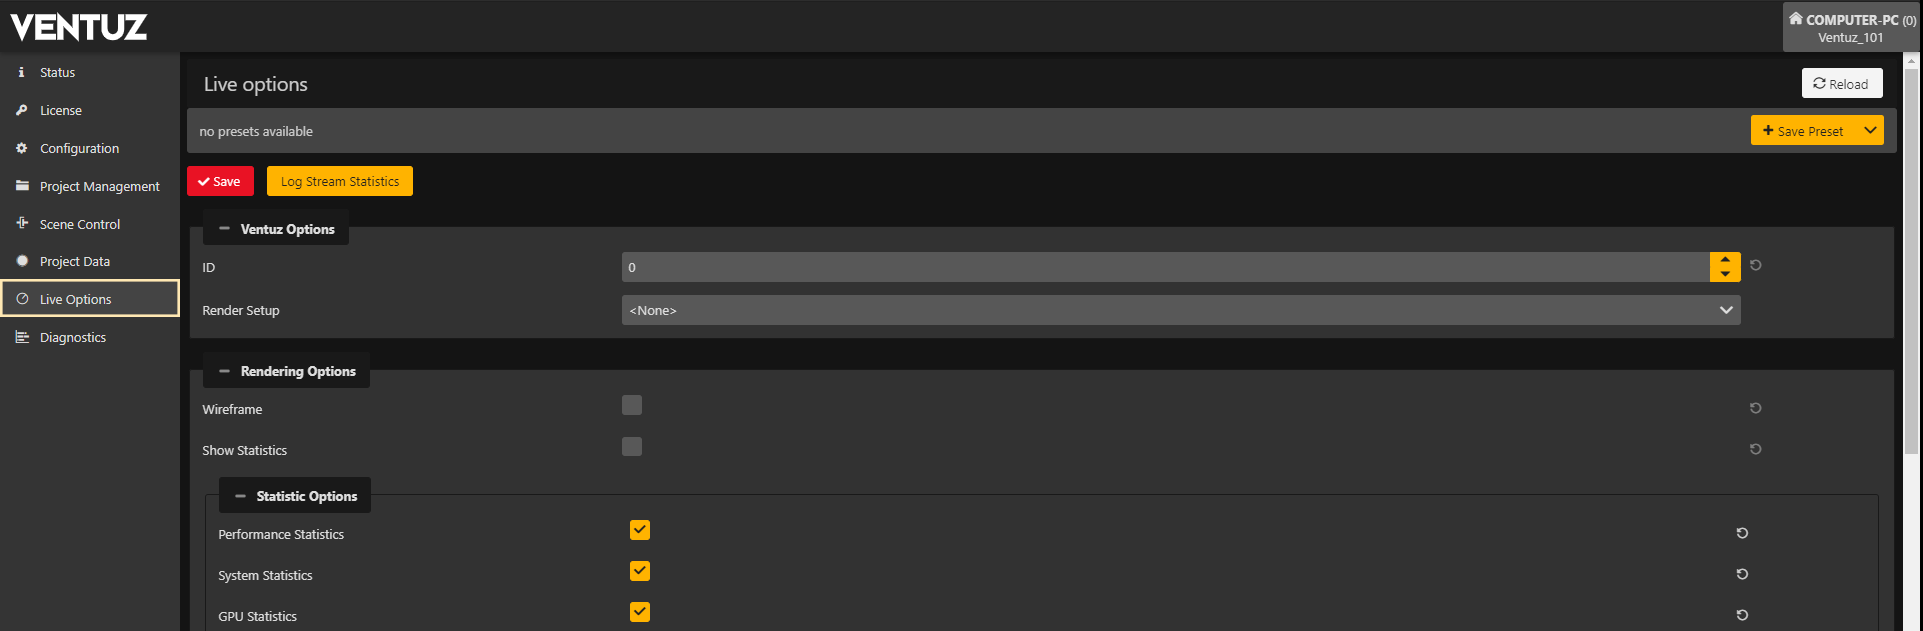 VENTUZ
COMPUTER-PC (0)
Ventuz_101
Status
License
Configuration
Project Management
Scene Control
Project Data
Live Options
Diagnostics
Live options
Reload
no presets available
Save Preset
Save
Log Stream Statistics
Ventuz Options
ID
0
Render Setup
<None>
Rendering Options
Wireframe
Show Statistics
Statistic Options
Performance Statistics
System Statistics
GPU Statistics